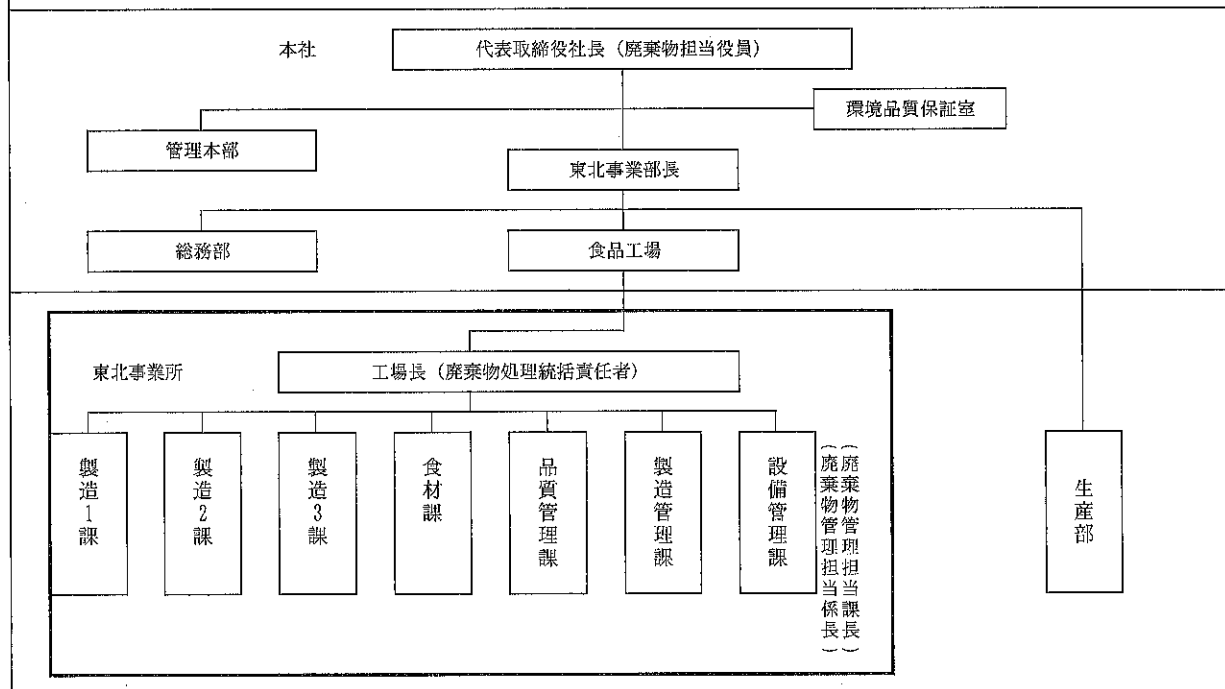 本社
代表取締役社長（廃棄物担当役員）
環境品質保証室
管理本部
東北事業部長
総務部
食品工場
東北事業所
工場長（廃棄物処理統括責任者）
製造1課
製造2課
製造3課
食材課
品質管理課
製造管理課
設備管理課
（廃棄物管理担当課長）
（廃棄物管理担当係長）
生産部